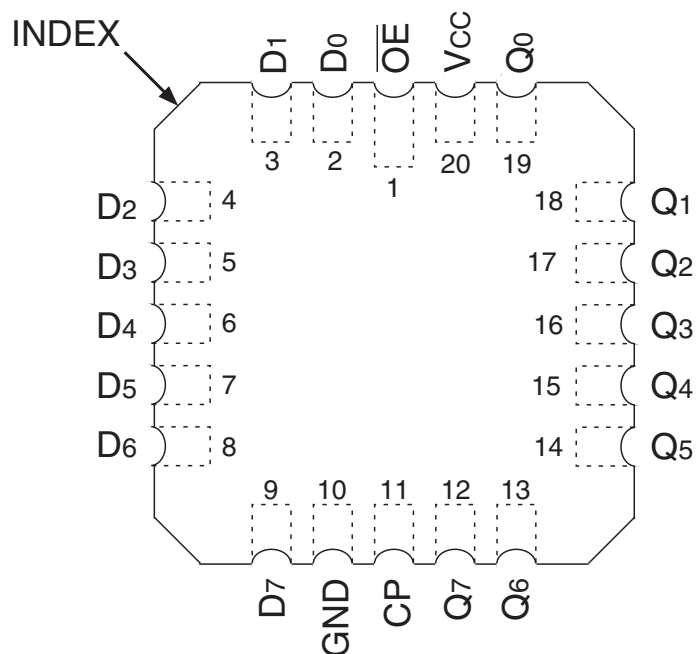 INDEX
D1 D0 O̅E̅ VCC Q0
3 2 1 20 19
D2 4 18 Q1
D3 5 17 Q2
D4 6 16 Q3
D5 7 15 Q4
D6 8 14 Q5
9 10 11 12 13
D7 GND CP Q7 Q6